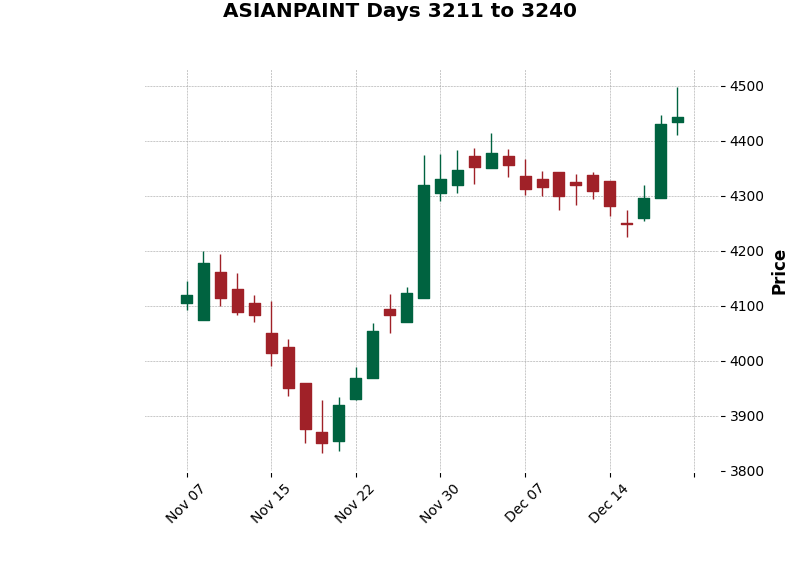 ASIANPAINT Days 3211 to 3240
4500
4400
4300
4200
4100
4000
3900
3800
Price
Nov 07
Nov 15
Nov 22
Nov 30
Dec 07
Dec 14